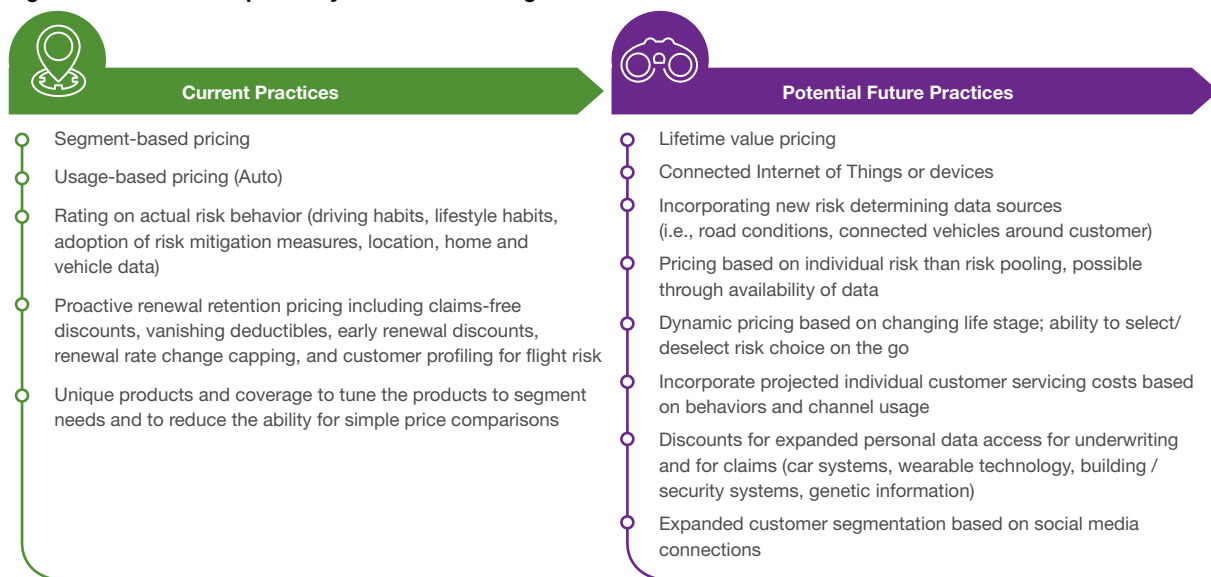 Current Practices
Segment-based pricing
Usage-based pricing (Auto)
Rating on actual risk behavior (driving habits, lifestyle habits,
adoption of risk mitigation measures, location, home and
vehicle data)
Proactive renewal retention pricing including claims-free
discounts, vanishing deductibles, early renewal discounts,
renewal rate change capping, and customer profiling for flight risk
Unique products and coverage to tune the products to segment
needs and to reduce the ability for simple price comparisons
Potential Future Practices
Lifetime value pricing
Connected Internet of Things or devices
Incorporating new risk determining data sources
(i.e., road conditions, connected vehicles around customer)
Pricing based on individual risk than risk pooling, possible
through availability of data
Dynamic pricing based on changing life stage; ability to select/
deselect risk choice on the go
Incorporate projected individual customer servicing costs based
on behaviors and channel usage
Discounts for expanded personal data access for underwriting
and for claims (car systems, wearable technology, building /
security systems, genetic information)
Expanded customer segmentation based on social media
connections